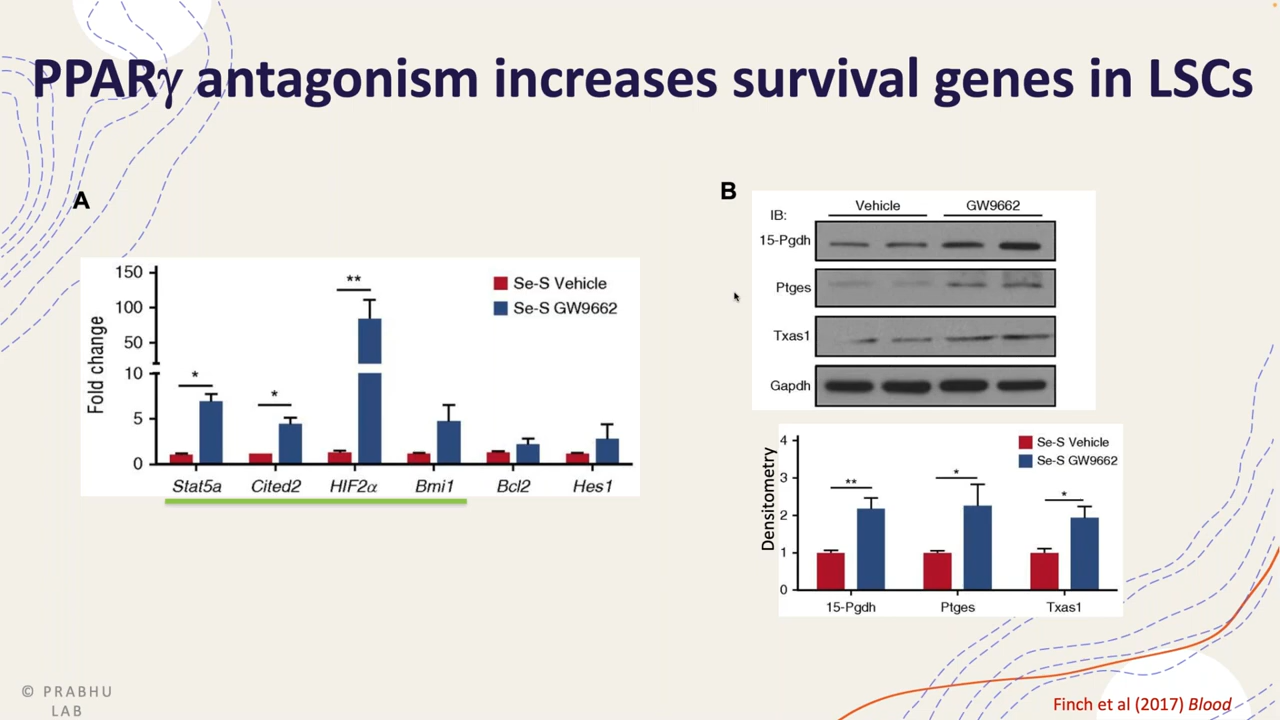 PPARγ antagonism increases survival genes in LSCs
A
150
100
50
10
5
0
Fold change
*
*
**
Se-S Vehicle
Se-S GW9662
Stat5a Cited2 HIF2α Bmi1 Bcl2 Hes1
B
IB:
Vehicle GW9662
15-Pgdh
Ptges
Txas1
Gapdh
4
3
2
1
0
Densitometry
**
*
*
Se-S Vehicle
Se-S GW9662
15-Pgdh Ptges Txas1
© PRABHU
LAB
Finch et al (2017) Blood